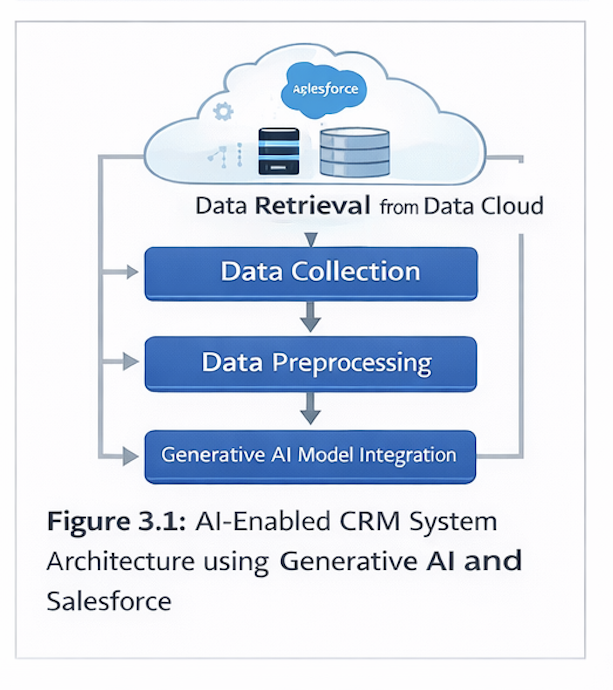 Aglesforce
Data Retrieval from Data Cloud
Data Collection
Data Preprocessing
Generative AI Model Integration
Figure 3.1: AI-Enabled CRM System
Architecture using Generative AI and
Salesforce